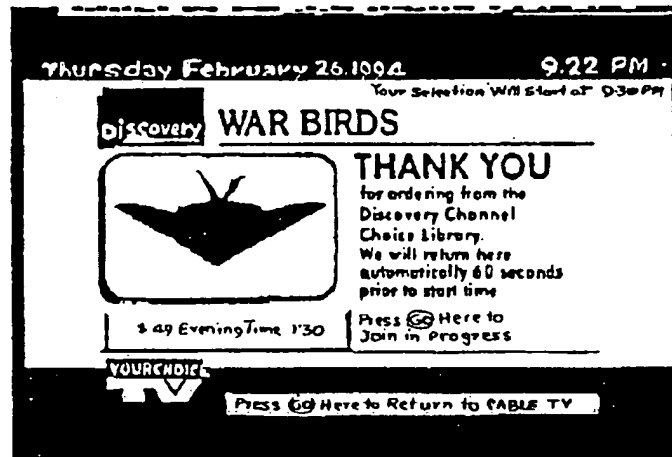 Thursday February 26.1994 9.22 PM
Your Selection Will Start at 9:30 PM
Discovery WAR BIRDS
THANK YOU
for ordering from the
Discovery Channel
Choice Library.
We will return here
automatically 60 seconds
prior to start time
$ .49 Evening Time 1'30
Press GO Here to
Join in Progress
YOUR CHOICE
TV
Press GO Here to Return to CABLE TV